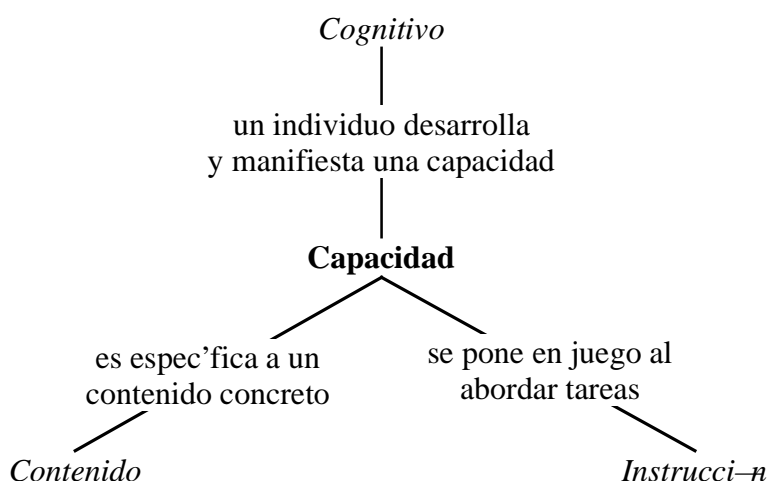 Cognitivo
un individuo desarrolla
y manifiesta una capacidad
Capacidad
es espec’fica a un
contenido concreto
se pone en juego al
abordar tareas
Contenido
Instrucci—n